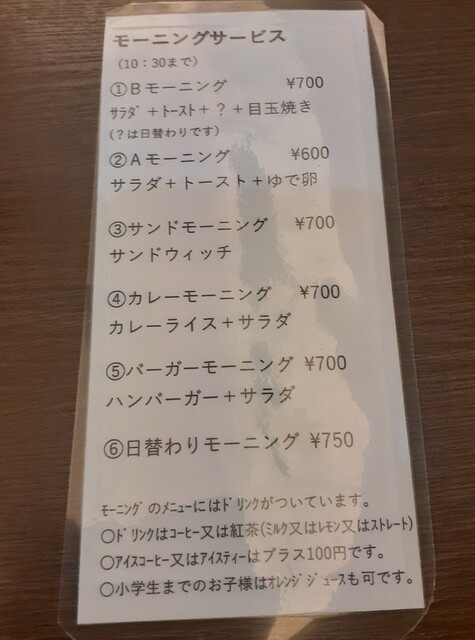 モーニングサービス
（10：30まで）
①Ｂモーニング ¥700
ｻﾗﾀﾞ＋ﾄｰｽﾄ＋？＋目玉焼き
（？は日替わりです）
②Ａモーニング ¥600
サラダ＋トースト＋ゆで卵
③サンドモーニング ¥700
サンドウィッチ
④カレーモーニング ¥700
カレーライス＋サラダ
⑤バーガーモーニング ¥700
ハンバーガー＋サラダ
⑥日替わりモーニング ¥750
ﾓｰﾆﾝｸﾞのメニューにはﾄﾞﾘﾝｸがついています。
〇ﾄﾞﾘﾝｸはコーヒー又は紅茶(ミルク又はレモン又はストレート)
〇アイスコーヒー又はアイスティーはプラス100円です。
〇小学生までのお子様はｵﾚﾝｼﾞｼﾞｭｰｽも可です。